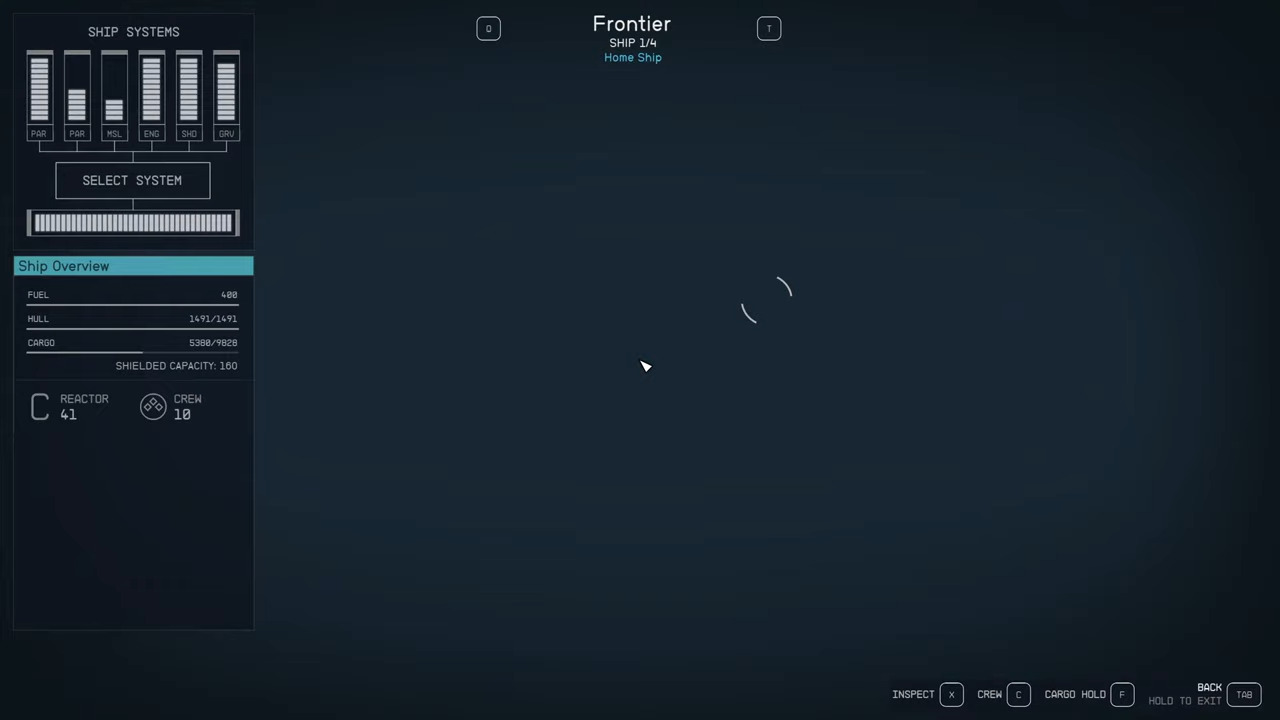 SHIP SYSTEMS
PAR PAR MSL ENG SHD GRV
SELECT SYSTEM
Ship Overview
FUEL 400
HULL 1491/1491
CARGO 5380/9828
SHIELDED CAPACITY: 160
C REACTOR 41
CREW 10
Q
Frontier
T
SHIP 1/4
Home Ship
INSPECT X CREW C CARGO HOLD F BACK TAB
HOLD TO EXIT